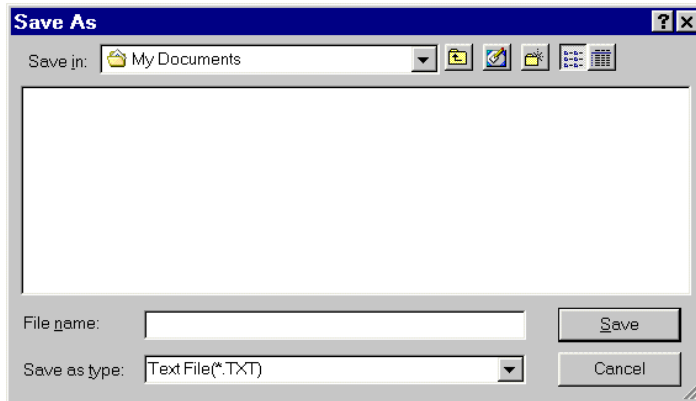 Save As
Save in: My Documents
File name:
Save
Save as type: Text File(*.TXT)
Cancel